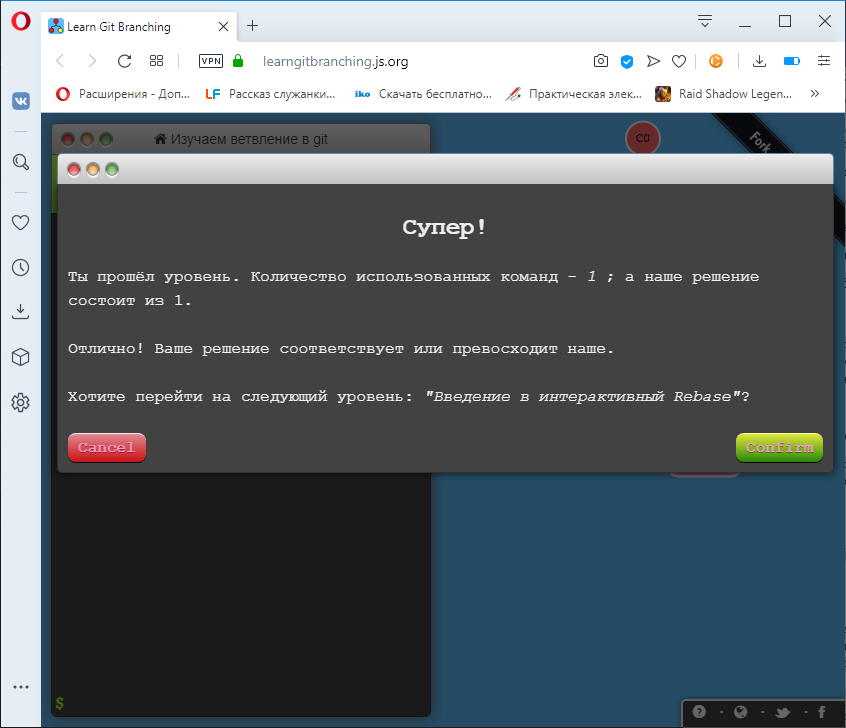 Learn Git Branching
VPN
learngitbranching.js.org
Расширения - Доп...
LF
Рассказ служанки...
iko
Скачать бесплатно...
Практическая элек...
Raid Shadow Legen...
Изучаем ветвление в git
C0
Fork
Супер!
Ты прошёл уровень. Количество использованных команд - 1 ; а наше решение
состоит из 1.
Отлично! Ваше решение соответствует или превосходит наше.
Хотите перейти на следующий уровень: "Введение в интерактивный Rebase"?
Cancel
Confirm
$